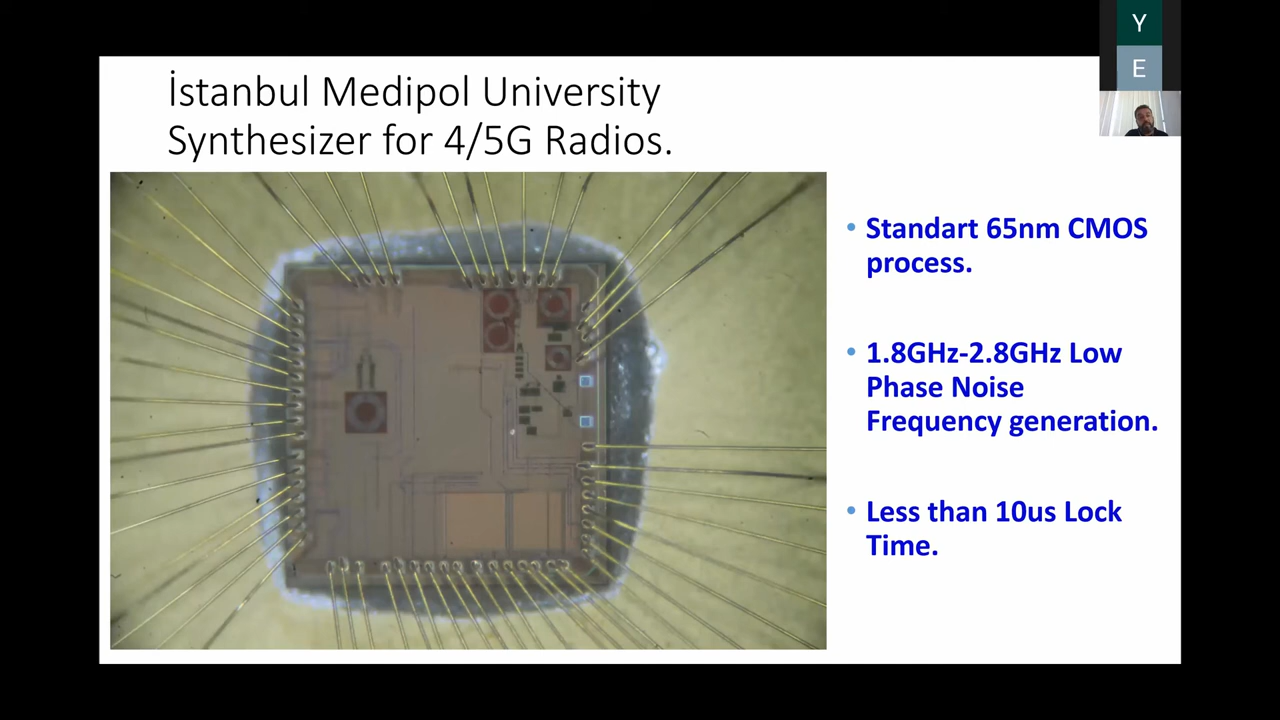 İstanbul Medipol University
Synthesizer for 4/5G Radios.
Y
E
• Standart 65nm CMOS
process.
• 1.8GHz-2.8GHz Low
Phase Noise
Frequency generation.
• Less than 10us Lock
Time.